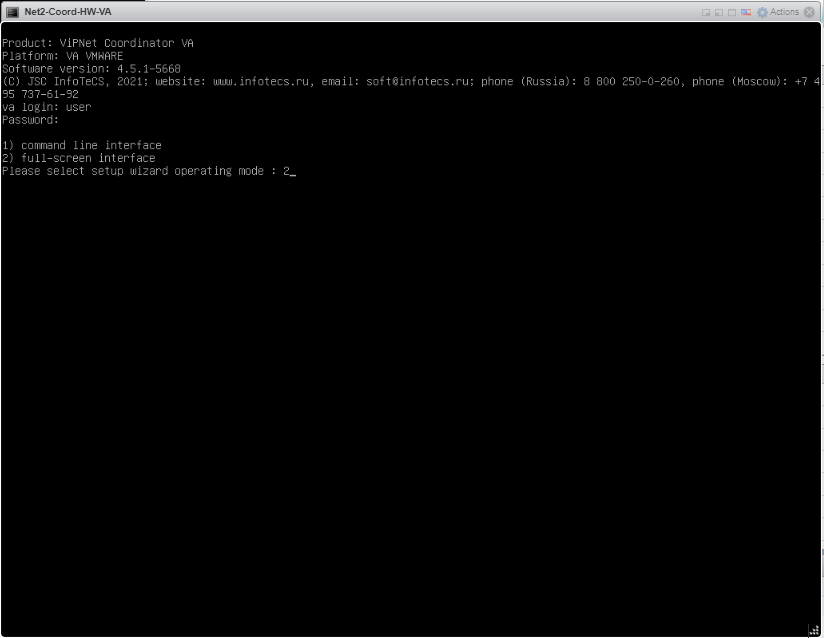 Net2-Coord-HW-VA
Actions
Product: ViPNet Coordinator VA
Platform: VA VMWARE
Software version: 4.5.1-5668
(C) JSC InfoTeCS, 2021; website: www.infotecs.ru, email: soft@infotecs.ru; phone (Russia): 8 800 250-0-260, phone (Moscow): +7 4
95 737-61-92
va login: user
Password:
1) command line interface
2) full-screen interface
Please select setup wizard operating mode : 2_